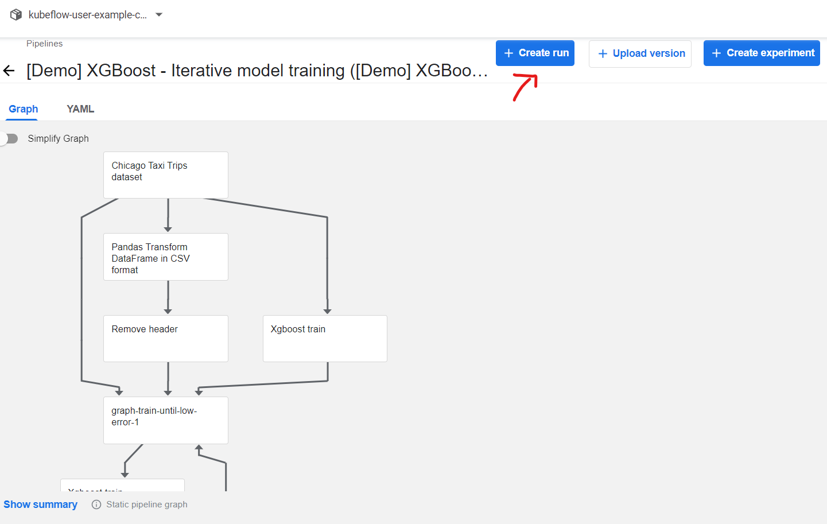 kubeflow-user-example-c...
Pipelines
[Demo] XGBoost - Iterative model training ([Demo] XGBoo...
+ Create run
+ Upload version
+ Create experiment
Graph
YAML
Simplify Graph
Chicago Taxi Trips
dataset
Pandas Transform
DataFrame in CSV
format
Remove header
Xgboost train
graph-train-until-low-
error-1
Xgboost train
Show summary
Static pipeline graph